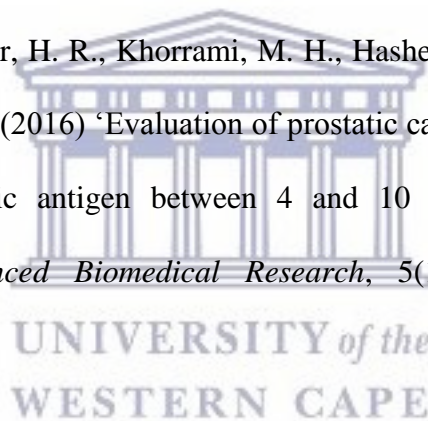 H. R., Khorrami, M. H., Hashe
(2016) ‘Evaluation of prostatic ca
antigen between 4 and 10
Biomedical Research, 5(
UNIVERSITY of the
WESTERN CAPE